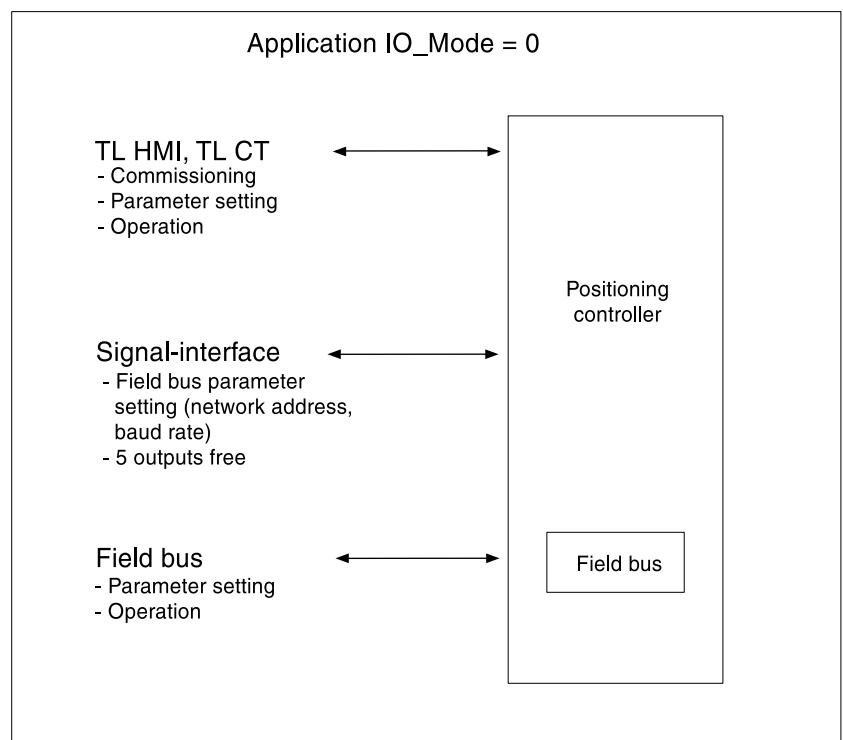 Application IO_Mode = 0
TL HMI, TL CT
- Commissioning
- Parameter setting
- Operation
Positioning
controller
Signal-interface
- Field bus parameter
setting (network address,
baud rate)
- 5 outputs free
Field bus
- Parameter setting
- Operation
Field bus